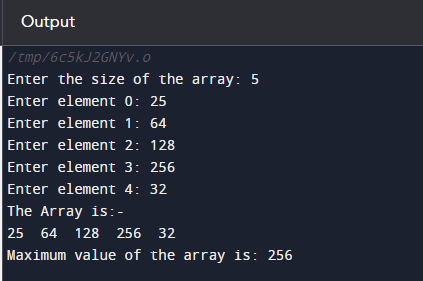 Output
/tmp/6c5kJ2GNYv.o
Enter the size of the array: 5
Enter element 0: 25
Enter element 1: 64
Enter element 2: 128
Enter element 3: 256
Enter element 4: 32
The Array is:-
25  64  128  256  32
Maximum value of the array is: 256